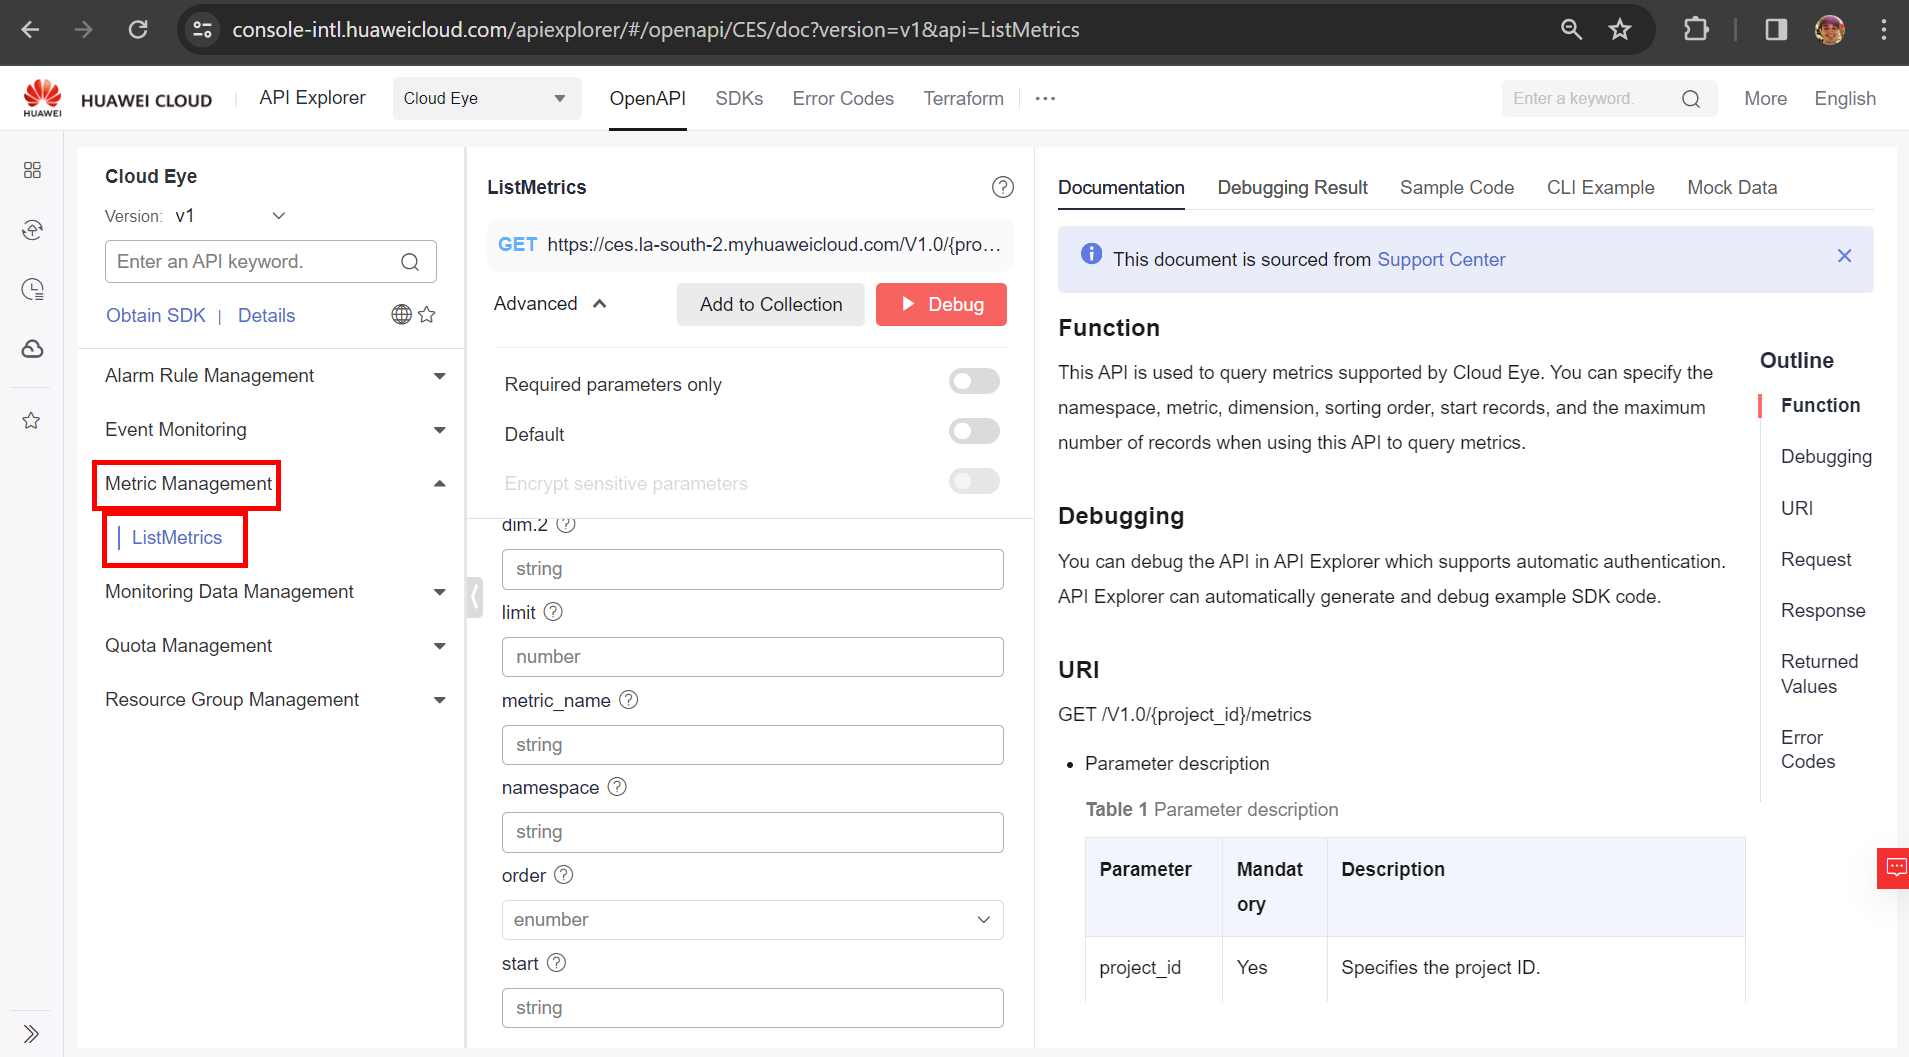 console-intl.huaweicloud.com/apiexplorer/#/openapi/CES/doc?version=v1&api=ListMetrics
HUAWEI
HUAWEI CLOUD
API Explorer
Cloud Eye
OpenAPI
SDKs
Error Codes
Terraform
Enter a keyword.
More
English
Cloud Eye
Version: v1
Enter an API keyword.
Obtain SDK | Details
Alarm Rule Management
Event Monitoring
Metric Management
ListMetrics
Monitoring Data Management
Quota Management
Resource Group Management
ListMetrics
GET https://ces.la-south-2.myhuaweicloud.com/V1.0/{pro...
Advanced
Add to Collection
Debug
Required parameters only
Default
Encrypt sensitive parameters
dim.2
string
limit
number
metric_name
string
namespace
string
order
enumber
start
string
Documentation
Debugging Result
Sample Code
CLI Example
Mock Data
This document is sourced from Support Center
Function
This API is used to query metrics supported by Cloud Eye. You can specify the
namespace, metric, dimension, sorting order, start records, and the maximum
number of records when using this API to query metrics.
Debugging
You can debug the API in API Explorer which supports automatic authentication.
API Explorer can automatically generate and debug example SDK code.
URI
GET /V1.0/{project_id}/metrics
• Parameter description
Table 1 Parameter description
Parameter
Mandat
ory
Description
project_id
Yes
Specifies the project ID.
Outline
Function
Debugging
URI
Request
Response
Returned
Values
Error
Codes